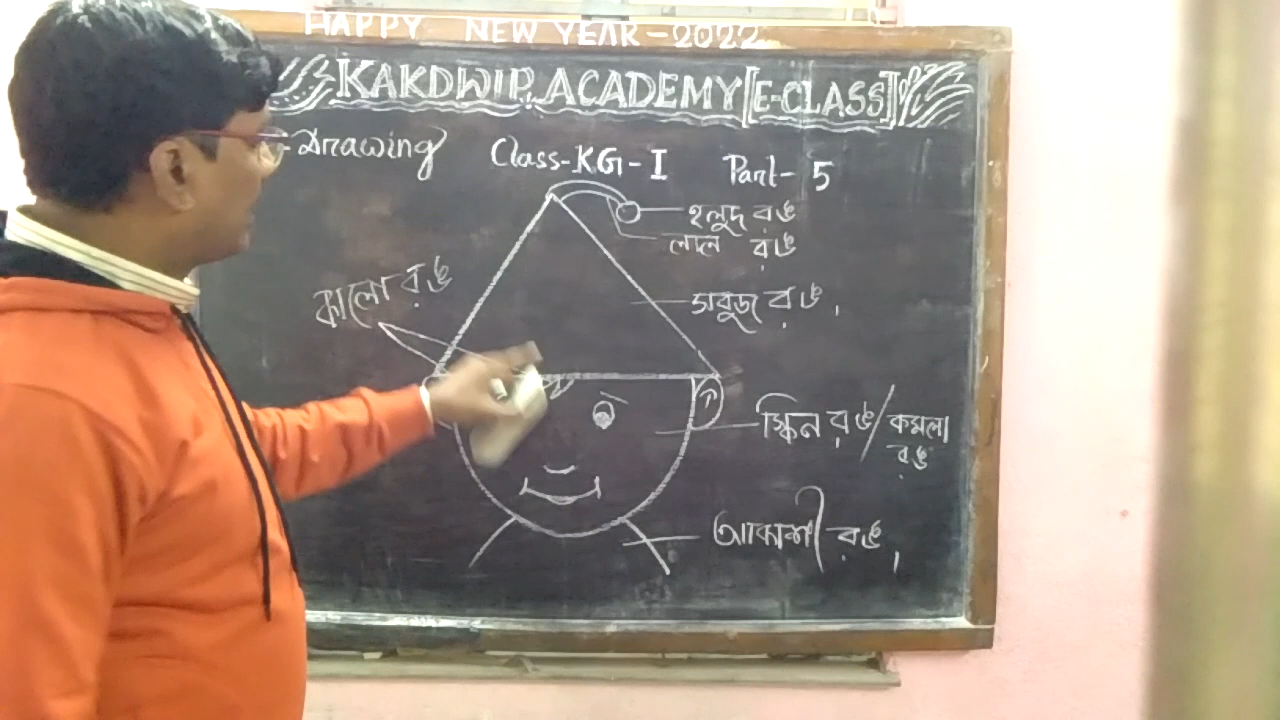 HAPPY NEW YEAR-2022
KAKDWIP ACADEMY [E-CLASS]
-Drawing Class-KG-I Part-5
হলুদ রঙ
লাল রঙ
কালো রঙ
সবুজ রঙ,
স্কিন রঙ/কমলা
রঙ
আকাশী রঙ,